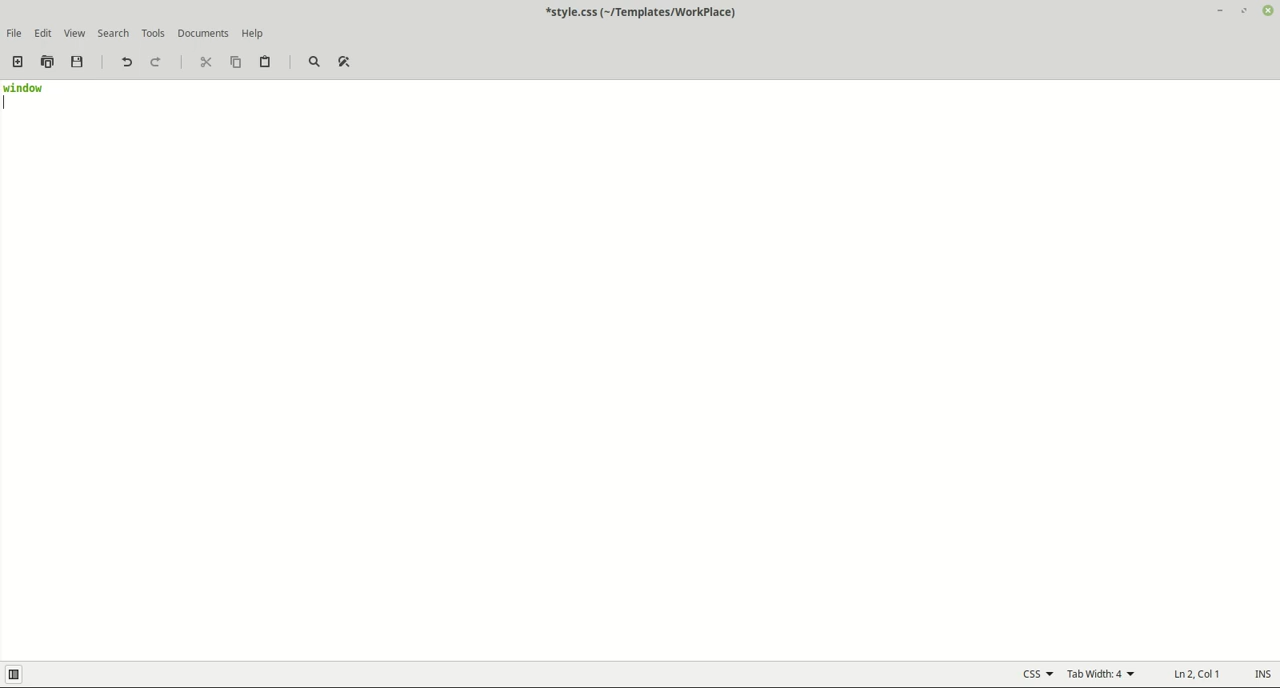 *style.css (~/Templates/WorkPlace)
File Edit View Search Tools Documents Help
window
CSS Tab Width: 4 Ln 2, Col 1 INS